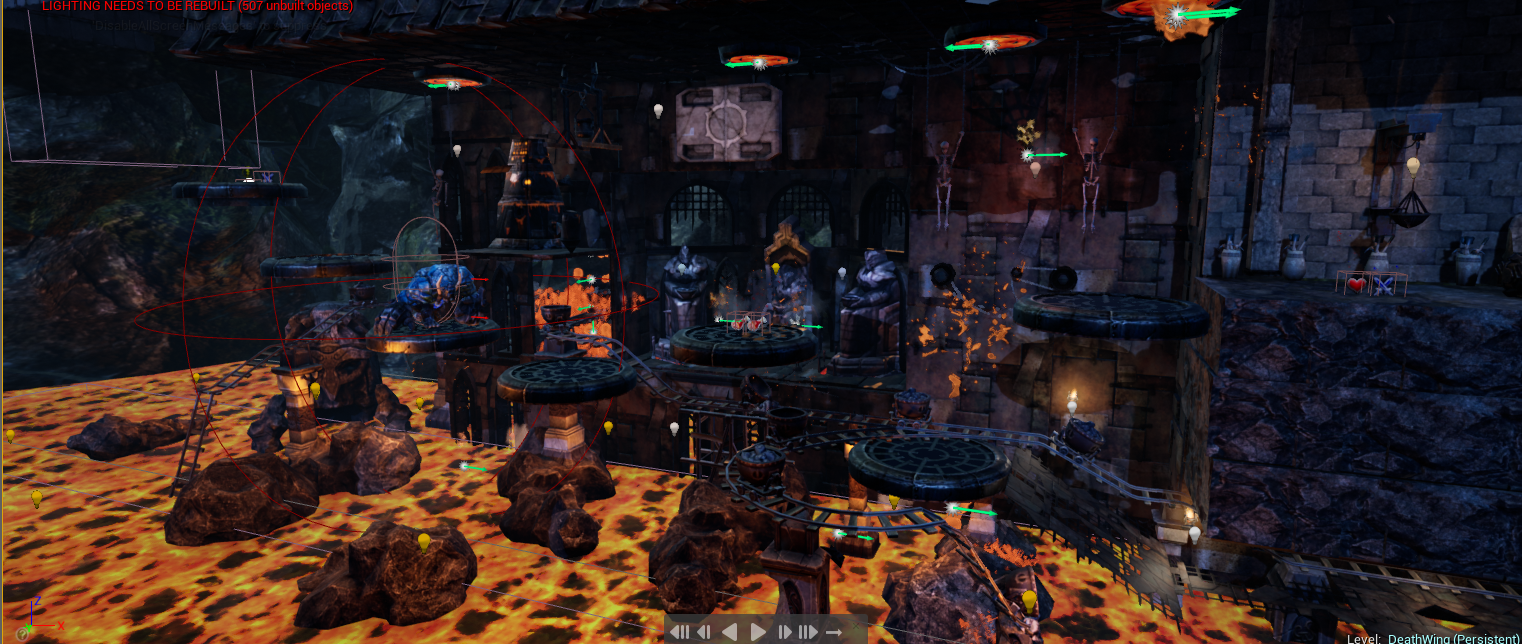 LIGHTING NEEDS TO BE REBUILT (507 unbuilt objects)
Z
X
Level: DeathWing (Persistent)